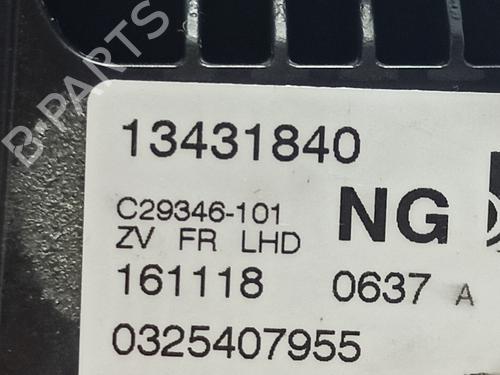 B-PARTS
13431840
C29346-101 NG
ZV FR LHD
161118 0637 A
0325407955